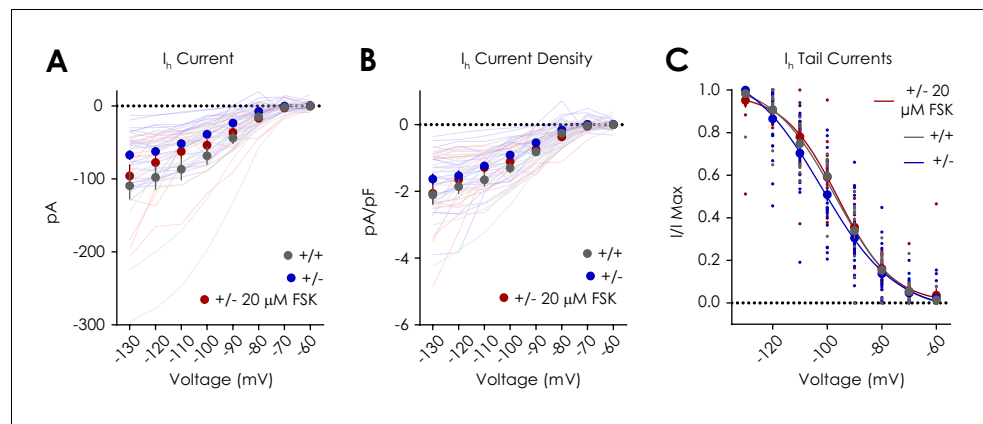 A
I_h Current
0
-100
-200
-300
pA
+/+
+/-
+/- 20 μM FSK
-130
-120
-110
-100
-90
-80
-70
-60
Voltage (mV)
B
I_h Current Density
0
-2
-4
-6
pA/pF
+/+
+/-
+/- 20 μM FSK
-130
-120
-110
-100
-90
-80
-70
-60
Voltage (mV)
C
I_h Tail Currents
1.0
0.8
0.6
0.4
0.2
0.0
I/I Max
+/- 20
μM FSK
+/+
+/-
-120
-100
-80
-60
Voltage (mV)